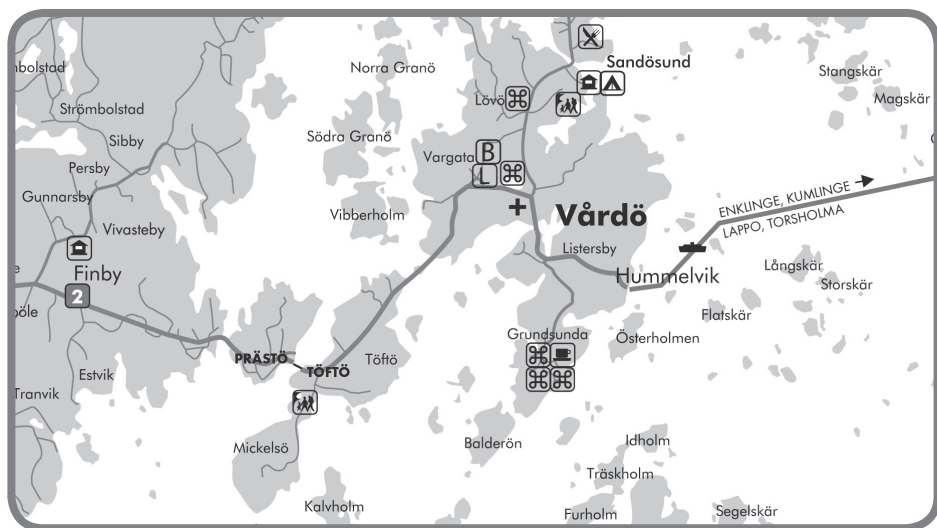 Norra Granö
Sandösund
Stangskär
Magskär
Strömbolstad
Lövö
Sibby
Södra Granö
Persby
Vargata
B
L
Gunnarsby
Vibberholm
Vårdö
ENKLINGE, KUMLINGE
LAPPO, TORSHOLMA
Vivasteby
Listersby
Finby
Hummelvik
Långskär
Storskär
2
Flatskär
Grundsunda
Österholmen
PRÄSTÖ
TÖFTÖ
Töftö
Estvik
Tranvik
Mickelsö
Balderön
Idholm
Träskholm
Kalvholm
Furholm
Segelskär